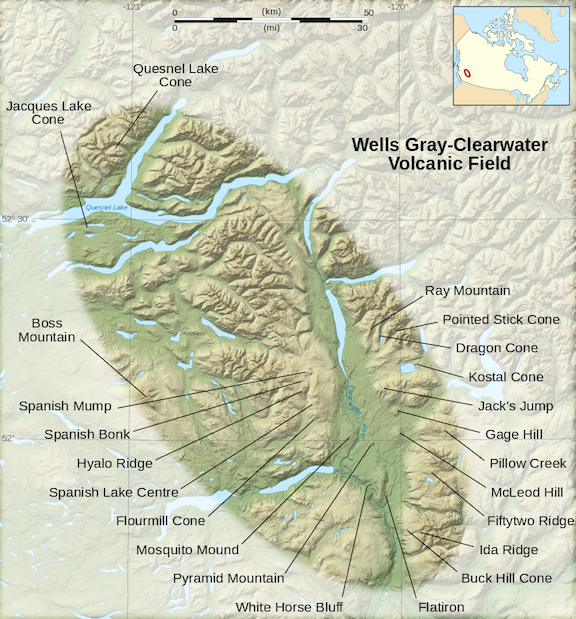 -121°
(km)
0
50
-120°
0
(mi)
30
Quesnel Lake
Cone
Jacques Lake
Cone
Wells Gray-Clearwater
Volcanic Field
Quesnel Lake
52° 30'
Ray Mountain
Pointed Stick Cone
Boss
Mountain
Dragon Cone
Kostal Cone
Spanish Mump
Jack's Jump
Spanish Bonk
52°
Gage Hill
Hyalo Ridge
Pillow Creek
Spanish Lake Centre
McLeod Hill
Flourmill Cone
Fiftytwo Ridge
Mosquito Mound
Ida Ridge
Pyramid Mountain
Buck Hill Cone
White Horse Bluff
Flatiron